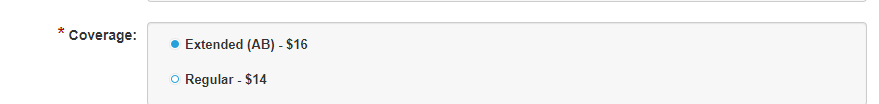 * Coverage:
Extended (AB) - $16
Regular - $14